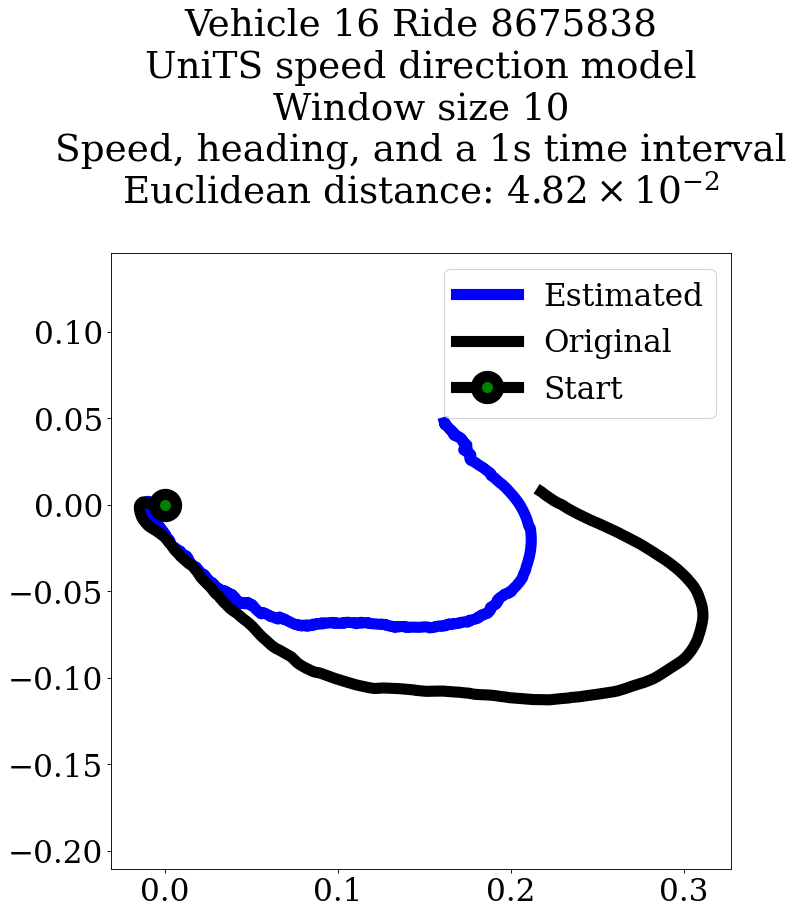 Vehicle 16 Ride 8675838
UniTS speed direction model
Window size 10
Speed, heading, and a 1s time interval
Euclidean distance: 4.82 × 10⁻²
Estimated
Original
Start
0.10
0.05
0.00
−0.05
−0.10
−0.15
−0.20
0.0 0.1 0.2 0.3